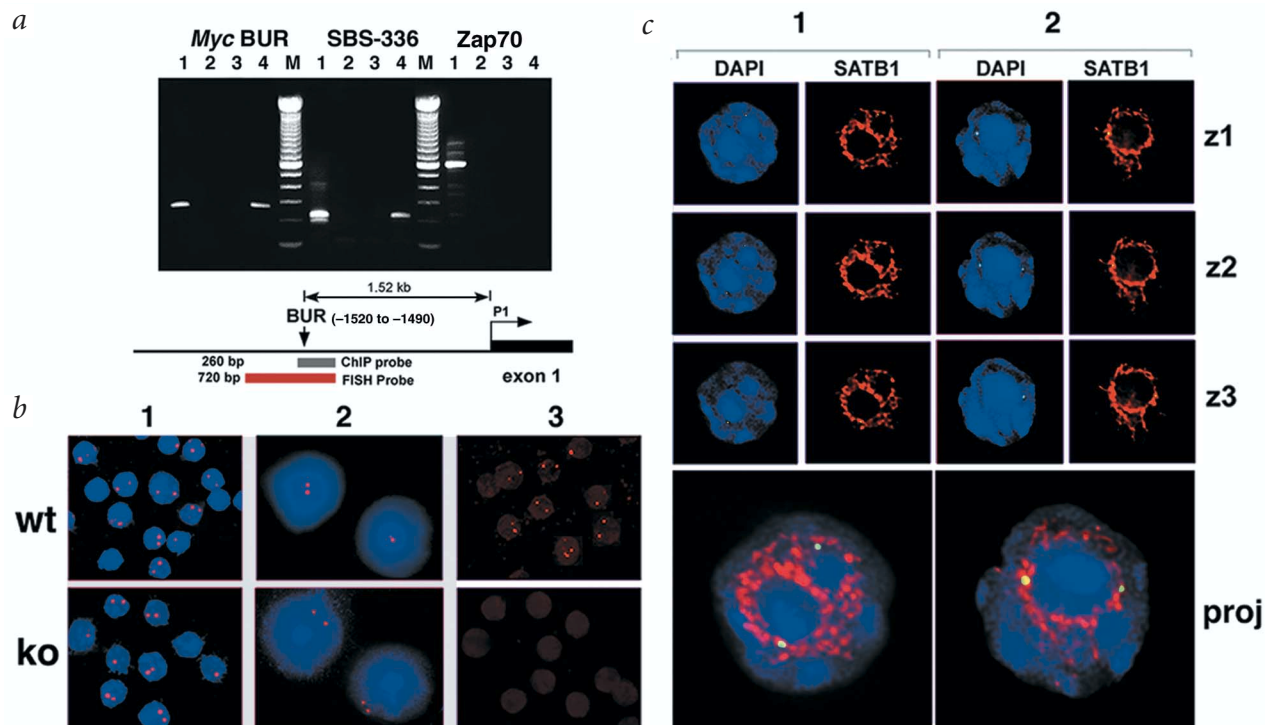 a
Myc BUR SBS-336 Zap70
1 2 3 4 M 1 2 3 4 M 1 2 3 4
1.52 kb
BUR (–1520 to –1490)
P1
260 bp ChIP probe
720 bp FISH Probe
exon 1
b
1 2 3
wt
ko
c
1 2
DAPI SATB1 DAPI SATB1
z1
z2
z3
proj